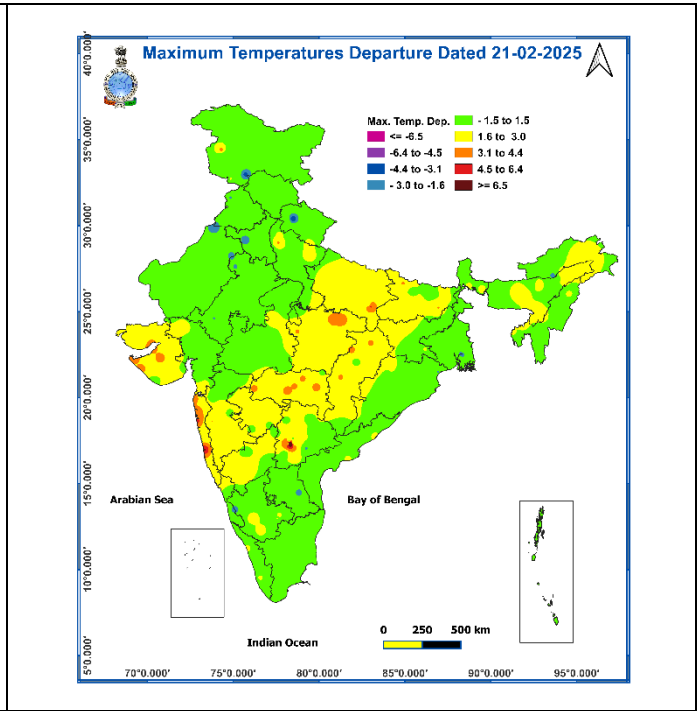 Maximum Temperatures Departure Dated 21-02-2025
Max. Temp. Dep.
<= -6.5
-6.4 to -4.5
-4.4 to -3.1
- 3.0 to -1.6
- 1.5 to 1.5
1.6 to 3.0
3.1 to 4.4
4.5 to 6.4
>= 6.5
40°0.000'
35°0.000'
30°0.000'
25°0.000'
20°0.000'
15°0.000'
10°0.000'
5°0.000'
Arabian Sea
Bay of Bengal
Indian Ocean
0 250 500 km
70°0.000' 75°0.000' 80°0.000' 85°0.000' 90°0.000' 95°0.000'